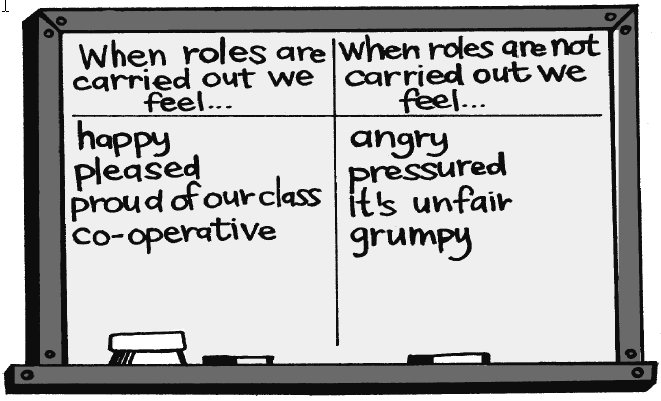 When roles are
carried out we
feel...
happy
pleased
proud of our class
co-operative
When roles are not
carried out we
feel...
angry
pressured
it's unfair
grumpy